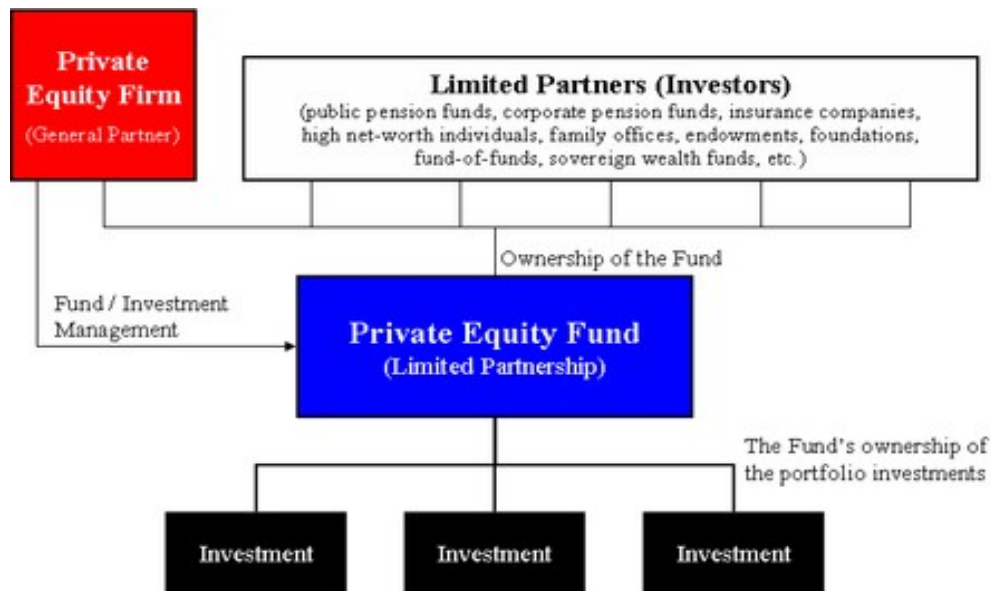 Private
Equity Firm
(General Partner)
Limited Partners (Investors)
(public pension funds, corporate pension funds, insurance companies,
high net-worth individuals, family offices, endowments, foundations,
fund-of-funds, sovereign wealth funds, etc.)
Ownership of the Fund
Fund / Investment
Management
Private Equity Fund
(Limited Partnership)
The Fund's ownership of
the portfolio investments
Investment
Investment
Investment